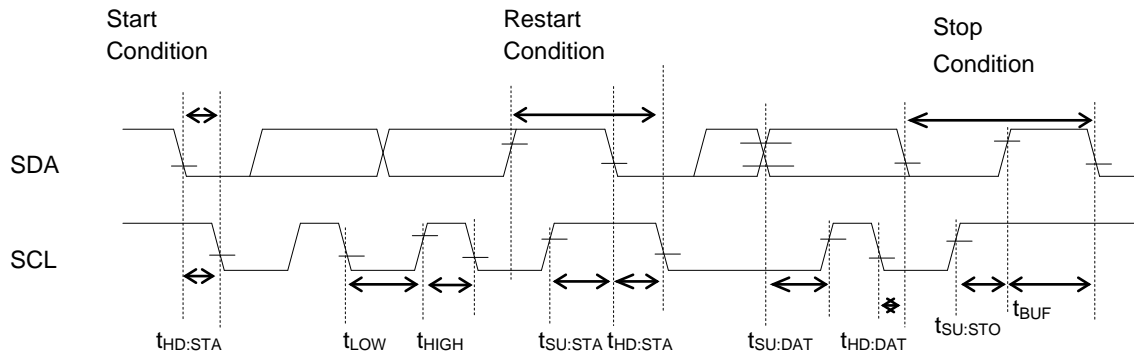 Start
Condition
Restart
Condition
Stop
Condition
SDA
SCL
tHD:STA
tLOW
tHIGH
tSU:STA
tHD:STA
tSU:DAT
tHD:DAT
tSU:STO
tBUF